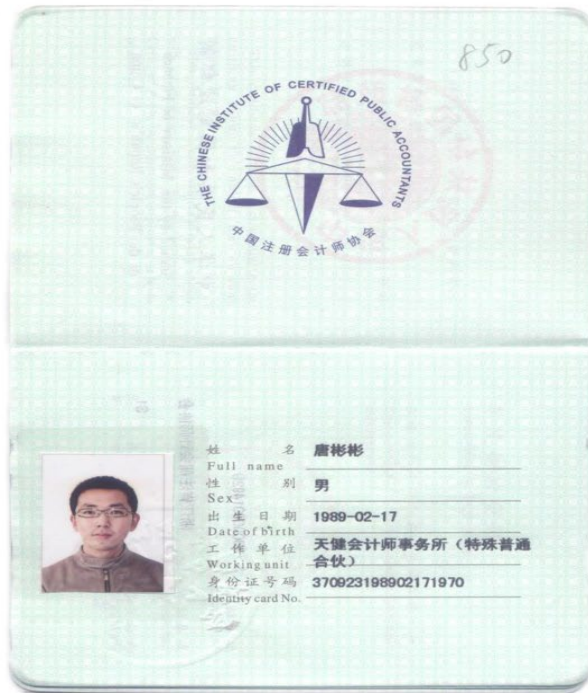 850
THE CHINESE INSTITUTE OF CERTIFIED PUBLIC ACCOUNTANTS
中国注册会计师协会
姓 名 唐彬彬
Full name
性 别 男
Sex
出 生 日 期 1989-02-17
Date of birth
工 作 单 位 天健会计师事务所（特殊普通
Working unit 合伙）
身份证号码 370923198902171970
Identity card No.